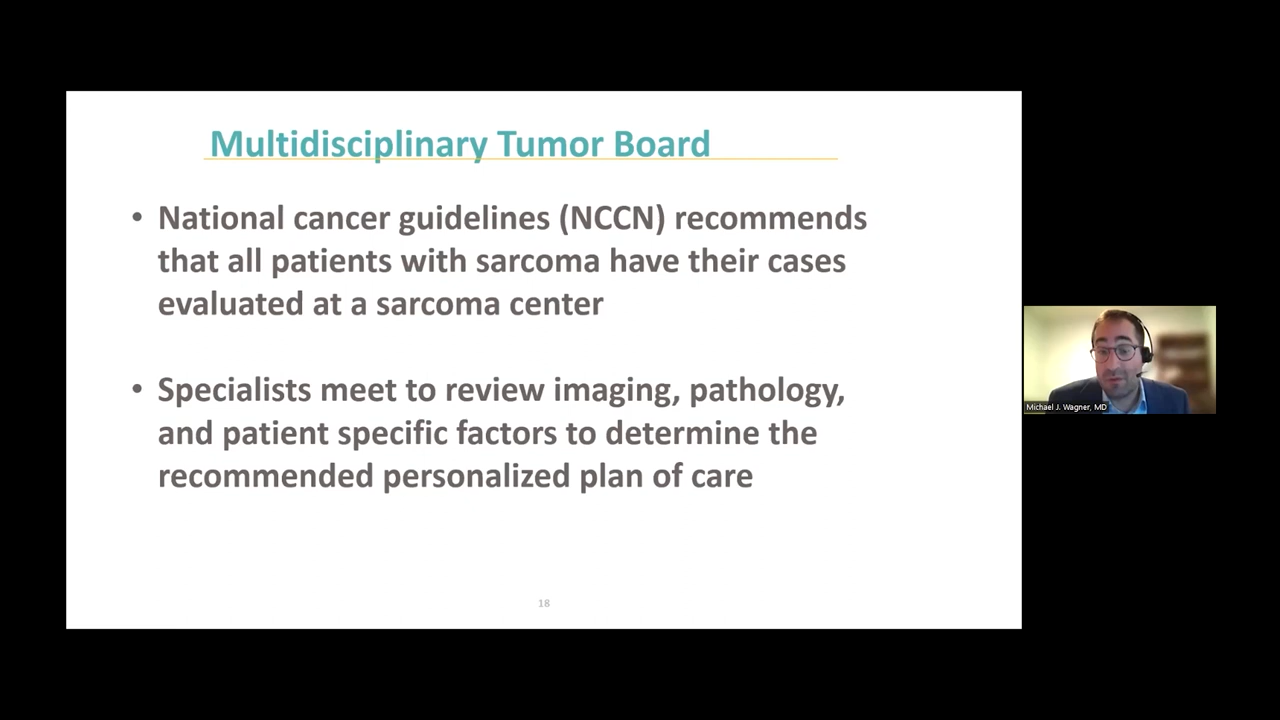 Multidisciplinary Tumor Board
• National cancer guidelines (NCCN) recommends
that all patients with sarcoma have their cases
evaluated at a sarcoma center
• Specialists meet to review imaging, pathology,
and patient specific factors to determine the
recommended personalized plan of care
18
Michael J. Wagner, MD